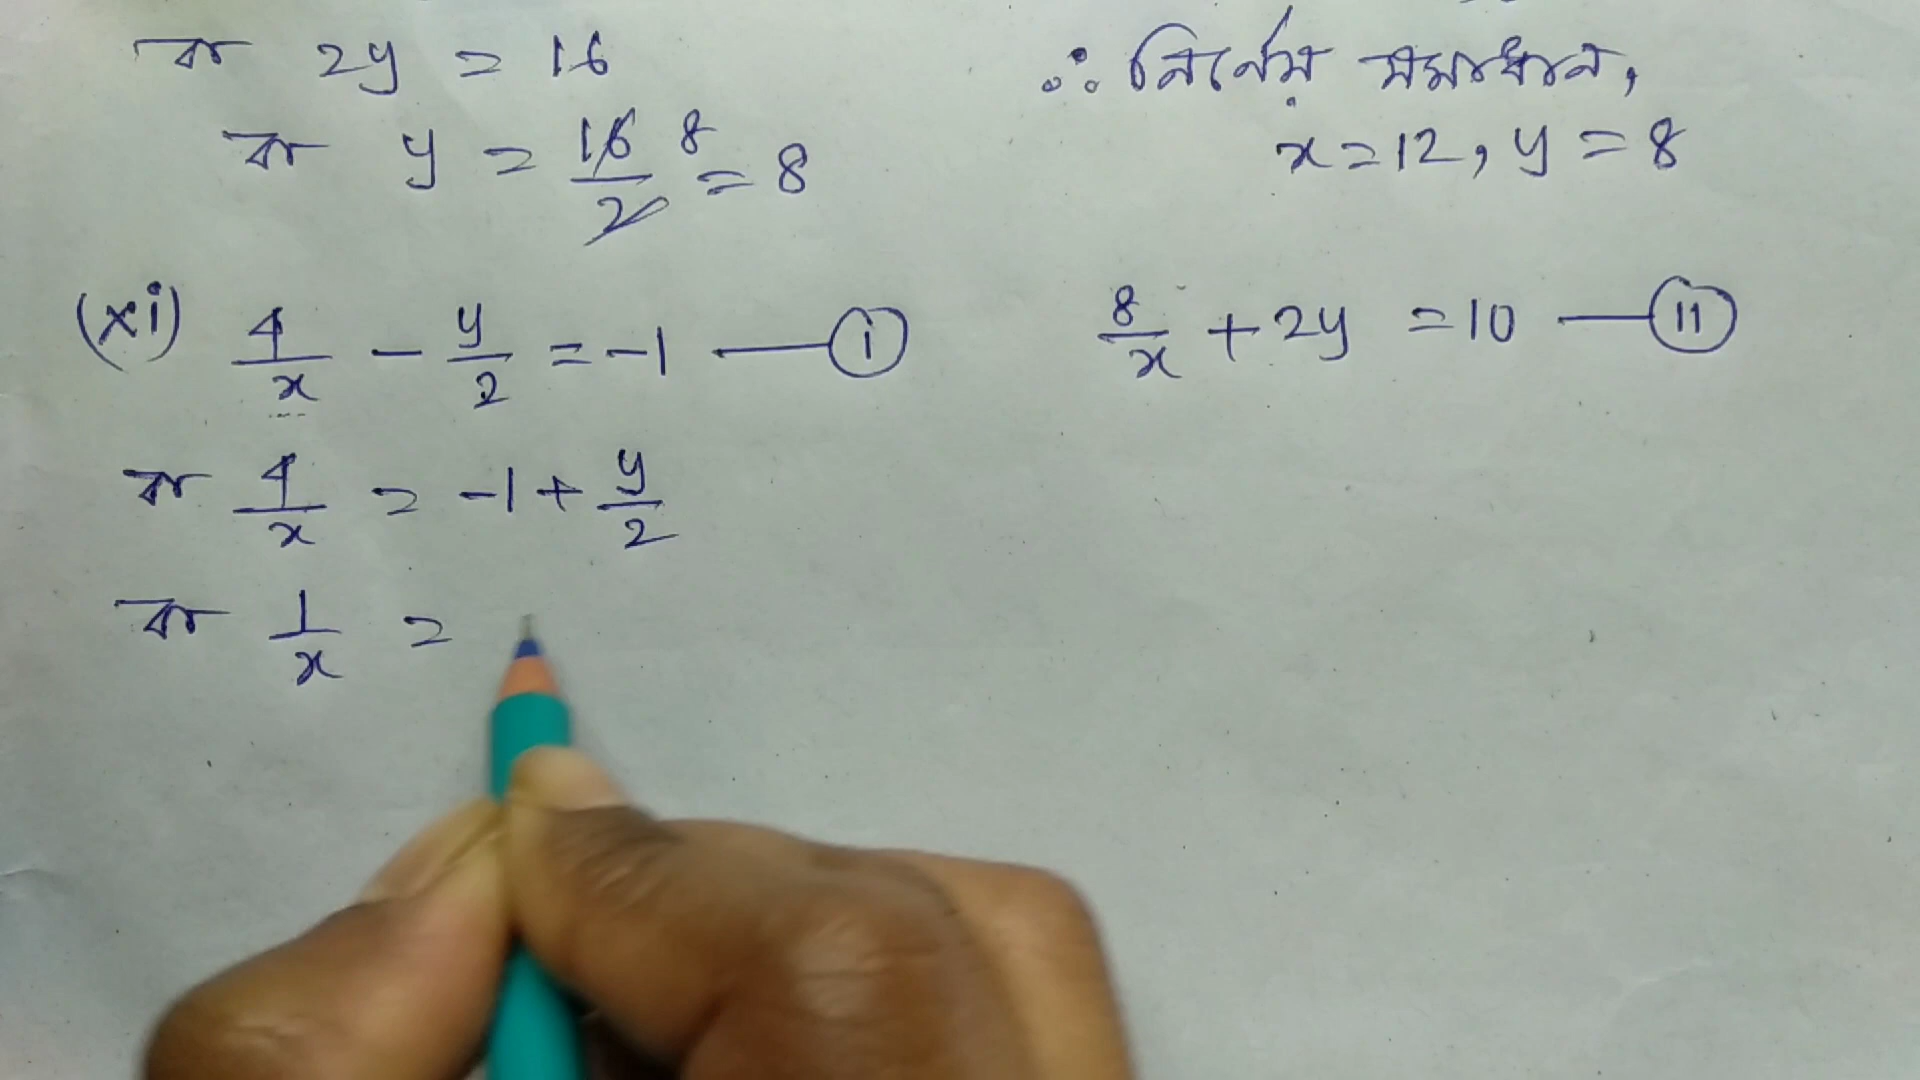 বা 2y = 16
বা y = 16/2 8 = 8
∴ নির্ণেয় সমাধান,
x = 12, y = 8
(xi) 4/x - y/2 = -1 —— (i)
8/x + 2y = 10 —— (ii)
বা 4/x = -1 + y/2
বা 1/x =